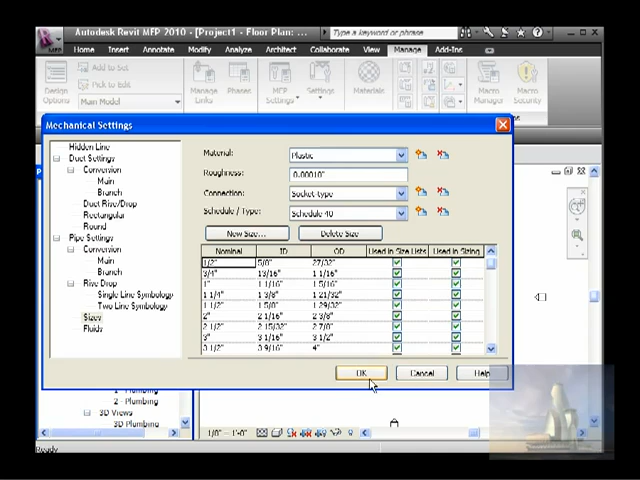 Autodesk Revit MEP 2010 - [Project1 - Floor Plan: ...
Type a keyword or phrase
MEP
Home Insert Annotate Modify Analyze Architect Collaborate View Manage Add-Ins
Design Options
Add to Set
Pick to Edit
Main Model
Manage Links
Phases
MEP Settings
Settings
Materials
Macro Manager
Macro Security
Mechanical Settings
Hidden Line
Duct Settings
Conversion
Main
Branch
Duct Rise/Drop
Rectangular
Round
Pipe Settings
Conversion
Main
Branch
Rise Drop
Single Line Symbology
Two Line Symbology
Sizes
Fluids
Material: Plastic
Roughness: 0.00010"
Connection: Socket-type
Schedule / Type: Schedule 40
New Size... Delete Size
Nominal ID OD Used in Size Lists Used in Sizing
1/2" 5/8" 27/32"
3/4" 13/16" 1 1/16"
1" 1 1/16" 1 5/16"
1 1/4" 1 3/8" 1 21/32"
1 1/2" 1 5/8" 1 29/32"
2" 2 1/16" 2 3/8"
2 1/2" 2 15/32" 2 7/8"
3" 3 1/16" 3 1/2"
3 1/2" 3 9/16" 4"
OK Cancel Help
1 - Plumbing
2 - Plumbing
3D Views
3D Plumbing
1/8" = 1'-0"
Ready